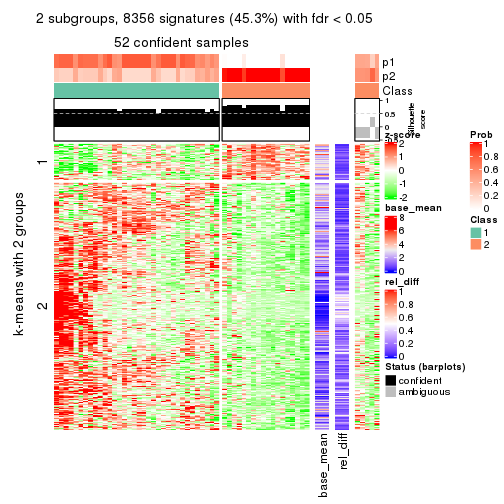 2 subgroups, 8356 signatures (45.3%) with fdr < 0.05
52 confident samples
p1
p2
Class
1
0.5
0
Silhouette
score
k-means with 2 groups
1
2
base_mean
rel_diff
z-score
2
1
0
-1
-2
base_mean
8
6
4
2
0
rel_diff
1
0.8
0.6
0.4
0.2
0
Status (barplots)
confident
ambiguous
Prob
1
0.8
0.6
0.4
0.2
0
Class
1
2